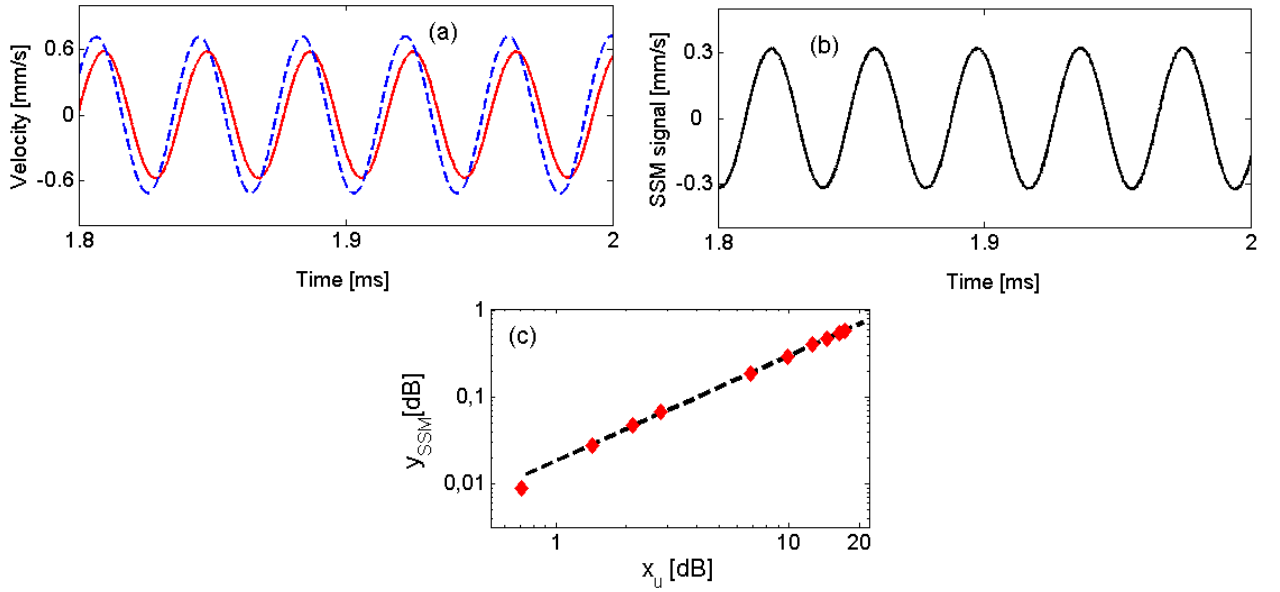 (a)
Velocity [mm/s]
0.6
0
-0.6
1.8
1.9
2
Time [ms]
(b)
SSM signal [mm/s]
0.3
0
-0.3
1.8
1.9
2
Time [ms]
(c)
y_SSM [dB]
1
0,1
0,01
1
10
20
x_u [dB]